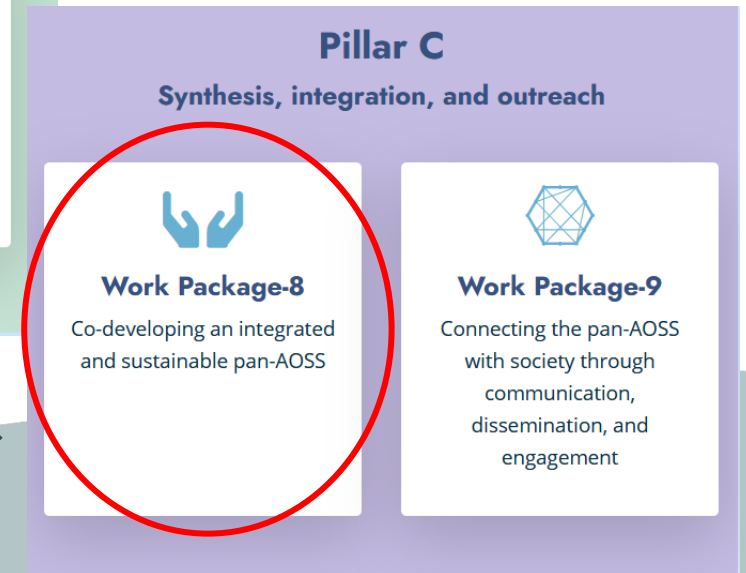 Pillar C
Synthesis, integration, and outreach
Work Package-8
Co-developing an integrated
and sustainable pan-AOSS
Work Package-9
Connecting the pan-AOSS
with society through
communication,
dissemination, and
engagement